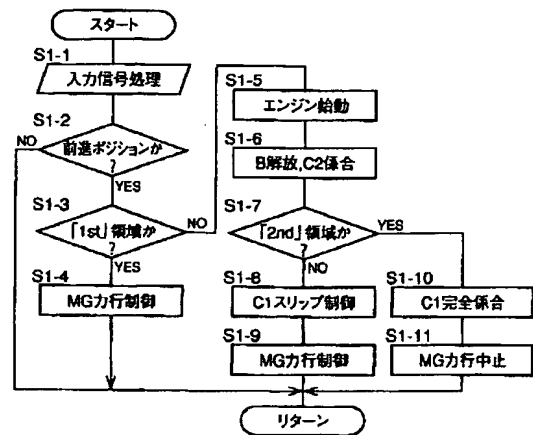 スタート
S1-1
入力信号処理
S1-2
前進ポジションか
?
NO
YES
S1-3
「1st」領域か
?
NO
YES
S1-4
MG力行制御
S1-5
エンジン始動
S1-6
B解放,C2係合
S1-7
「2nd」領域か
?
YES
NO
S1-8
C1スリップ制御
S1-9
MG力行制御
S1-10
C1完全係合
S1-11
MG力行中止
リターン